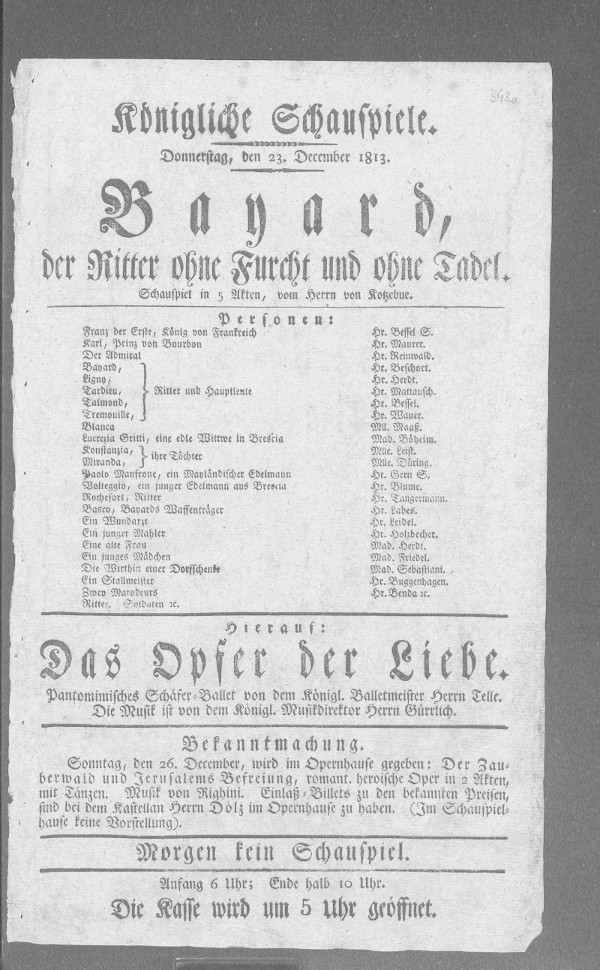 343a
Königliche Schauspiele.
Donnerstag, den 23. December 1813.
Bayard,
der Ritter ohne Furcht und ohne Tadel.
Schauspiel in 5 Akten, vom Herrn von Kotzebue.
Personen:
Franz der Erste, König von Frankreich Hr. Bessel S.
Karl, Prinz von Bourbon Hr. Maurer.
Der Admiral Hr. Reinwald.
Bayard, Hr. Beschort.
Ligny, Hr. Herdt.
Tardieu, } Ritter und Hauptleute Hr. Mattausch.
Talmond, Hr. Bessel.
Tremouille, Hr. Wauer.
Blanca Mll. Maaß.
Lucrezia Gritti, eine edle Wittwe in Brescia Mad. Böheim.
Konstanzia, } ihre Töchter Mlle. Leist.
Miranda, Mlle. Düring.
Paolo Manfrone, ein Mayländischer Edelmann Hr. Gern S.
Volteggio, ein junger Edelmann aus Brescia Hr. Blume.
Rochefort, Ritter Hr. Tangermann.
Basco, Bayards Waffenträger Hr. Labes.
Ein Wundarzt Hr. Leidel.
Ein junger Mahler Hr. Holzbecher.
Eine alte Frau Mad. Herdt.
Ein junges Mädchen Mad. Friedel.
Die Wirthin einer Dorfschenke Mad. Sebastiani.
Ein Stallmeister Hr. Buggenhagen.
Zwey Marodeurs Hr. Benda ꝛc.
Ritter. Soldaten ꝛc.
Hierauf:
Das Opfer der Liebe.
Pantomimisches Schäfer-Ballet von dem Königl. Balletmeister Herrn Telle.
Die Musik ist von dem Königl. Musikdirektor Herrn Gürrlich.
Bekanntmachung.
Sonntag, den 26. December, wird im Opernhause gegeben: Der Zau-
berwald und Jerusalems Befreiung, romant. heroische Oper in 2 Akten,
mit Tänzen. Musik von Righini. Einlaß-Billets zu den bekannten Preisen,
sind bei dem Kastellan Herrn Dölz im Opernhause zu haben. (Im Schauspiel-
hause keine Vorstellung).
Morgen kein Schauspiel.
Anfang 6 Uhr; Ende halb 10 Uhr.
Die Kasse wird um 5 Uhr geöffnet.